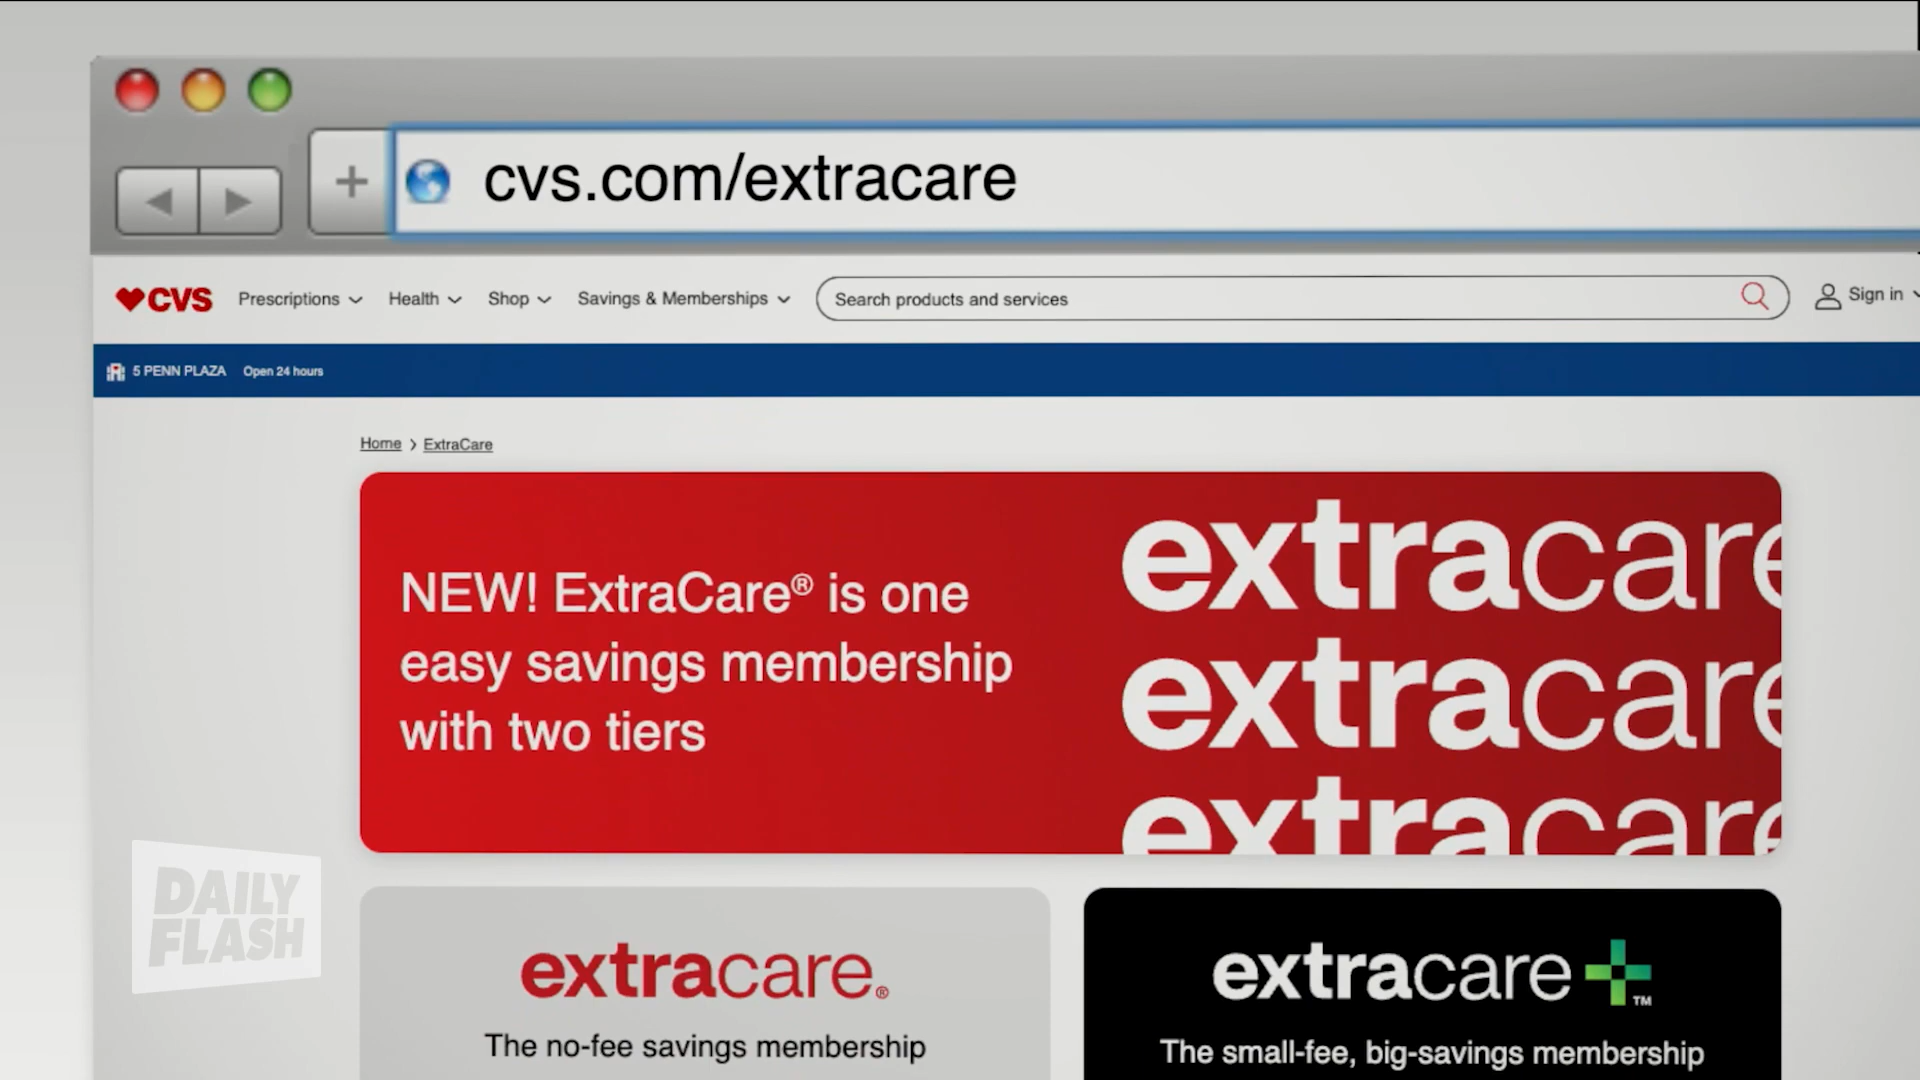 cvs.com/extracare
CVS Prescriptions Health Shop Savings & Memberships Search products and services Sign in
5 PENN PLAZA Open 24 hours
Home > ExtraCare
NEW! ExtraCare® is one
easy savings membership
with two tiers
extracare
extracare
extracare
DAILY
FLASH
extracare®
The no-fee savings membership
extracare+™
The small-fee, big-savings membership